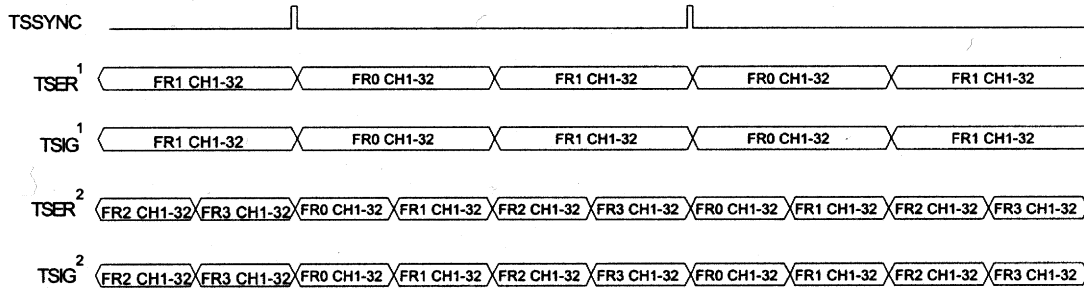 TSSYNC
TSER1 FR1 CH1-32 FR0 CH1-32 FR1 CH1-32 FR0 CH1-32 FR1 CH1-32
TSIG1 FR1 CH1-32 FR0 CH1-32 FR1 CH1-32 FR0 CH1-32 FR1 CH1-32
TSER2 FR2 CH1-32 FR3 CH1-32 FR0 CH1-32 FR1 CH1-32 FR2 CH1-32 FR3 CH1-32 FR0 CH1-32 FR1 CH1-32 FR2 CH1-32 FR3 CH1-32
TSIG2 FR2 CH1-32 FR3 CH1-32 FR0 CH1-32 FR1 CH1-32 FR2 CH1-32 FR3 CH1-32 FR0 CH1-32 FR1 CH1-32 FR2 CH1-32 FR3 CH1-32